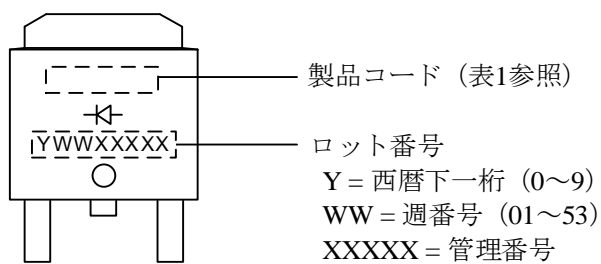 製品コード（表1参照）
YWWXXXXX
ロット番号
Y = 西暦下一桁（0～9）
WW = 週番号（01～53）
XXXXX = 管理番号